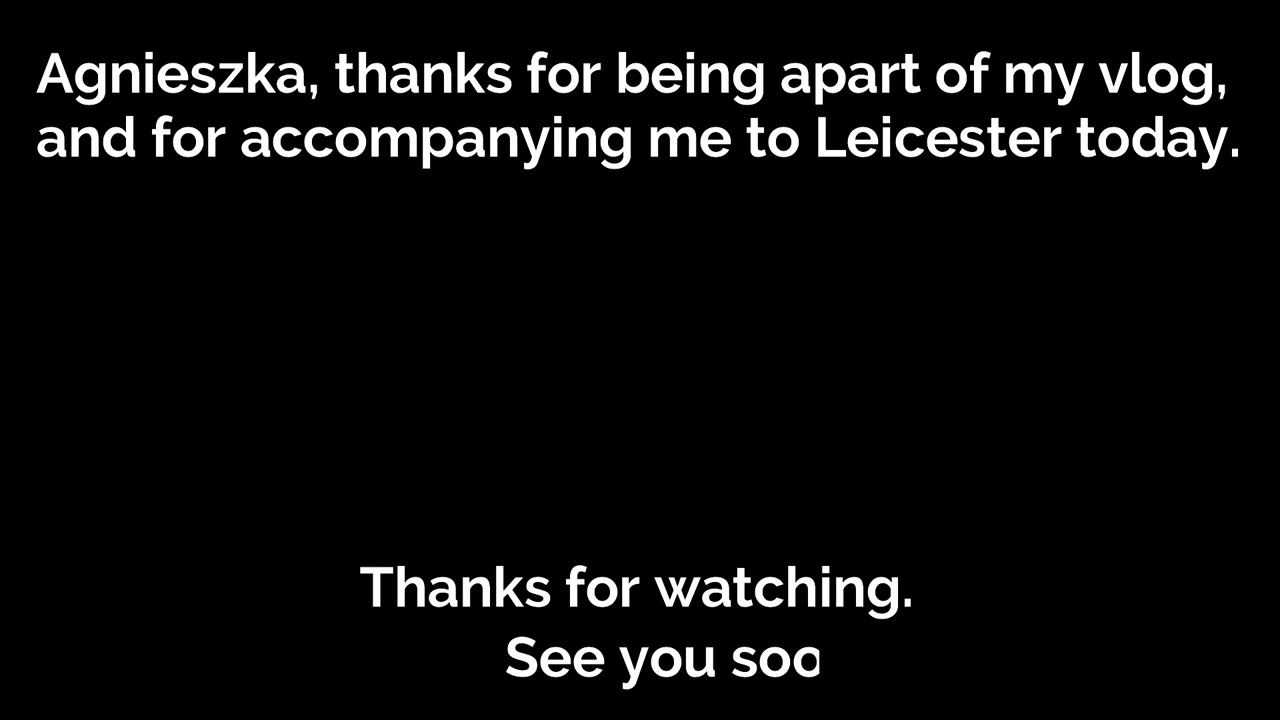 Agnieszka, thanks for being apart of my vlog,
and for accompanying me to Leicester today.
Thanks for watching.
See you soo